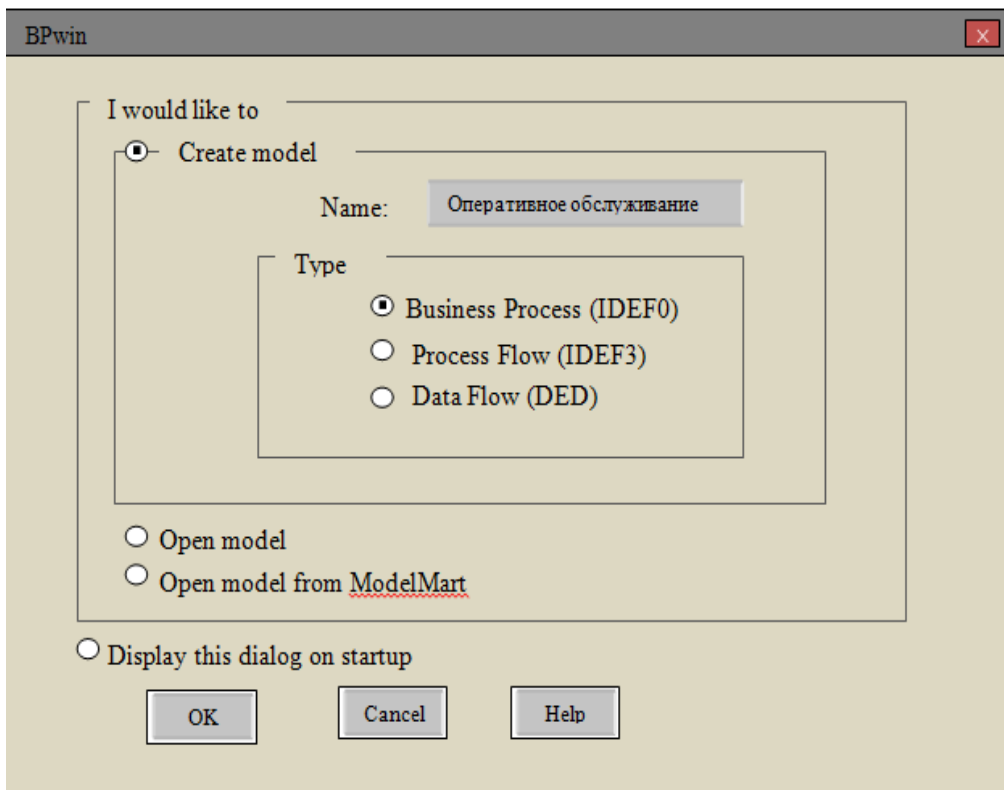 BPwin
X
I would like to
Create model
Name: Оперативное обслуживание
Type
Business Process (IDEF0)
Process Flow (IDEF3)
Data Flow (DED)
Open model
Open model from ModelMart
Display this dialog on startup
OK Cancel Help